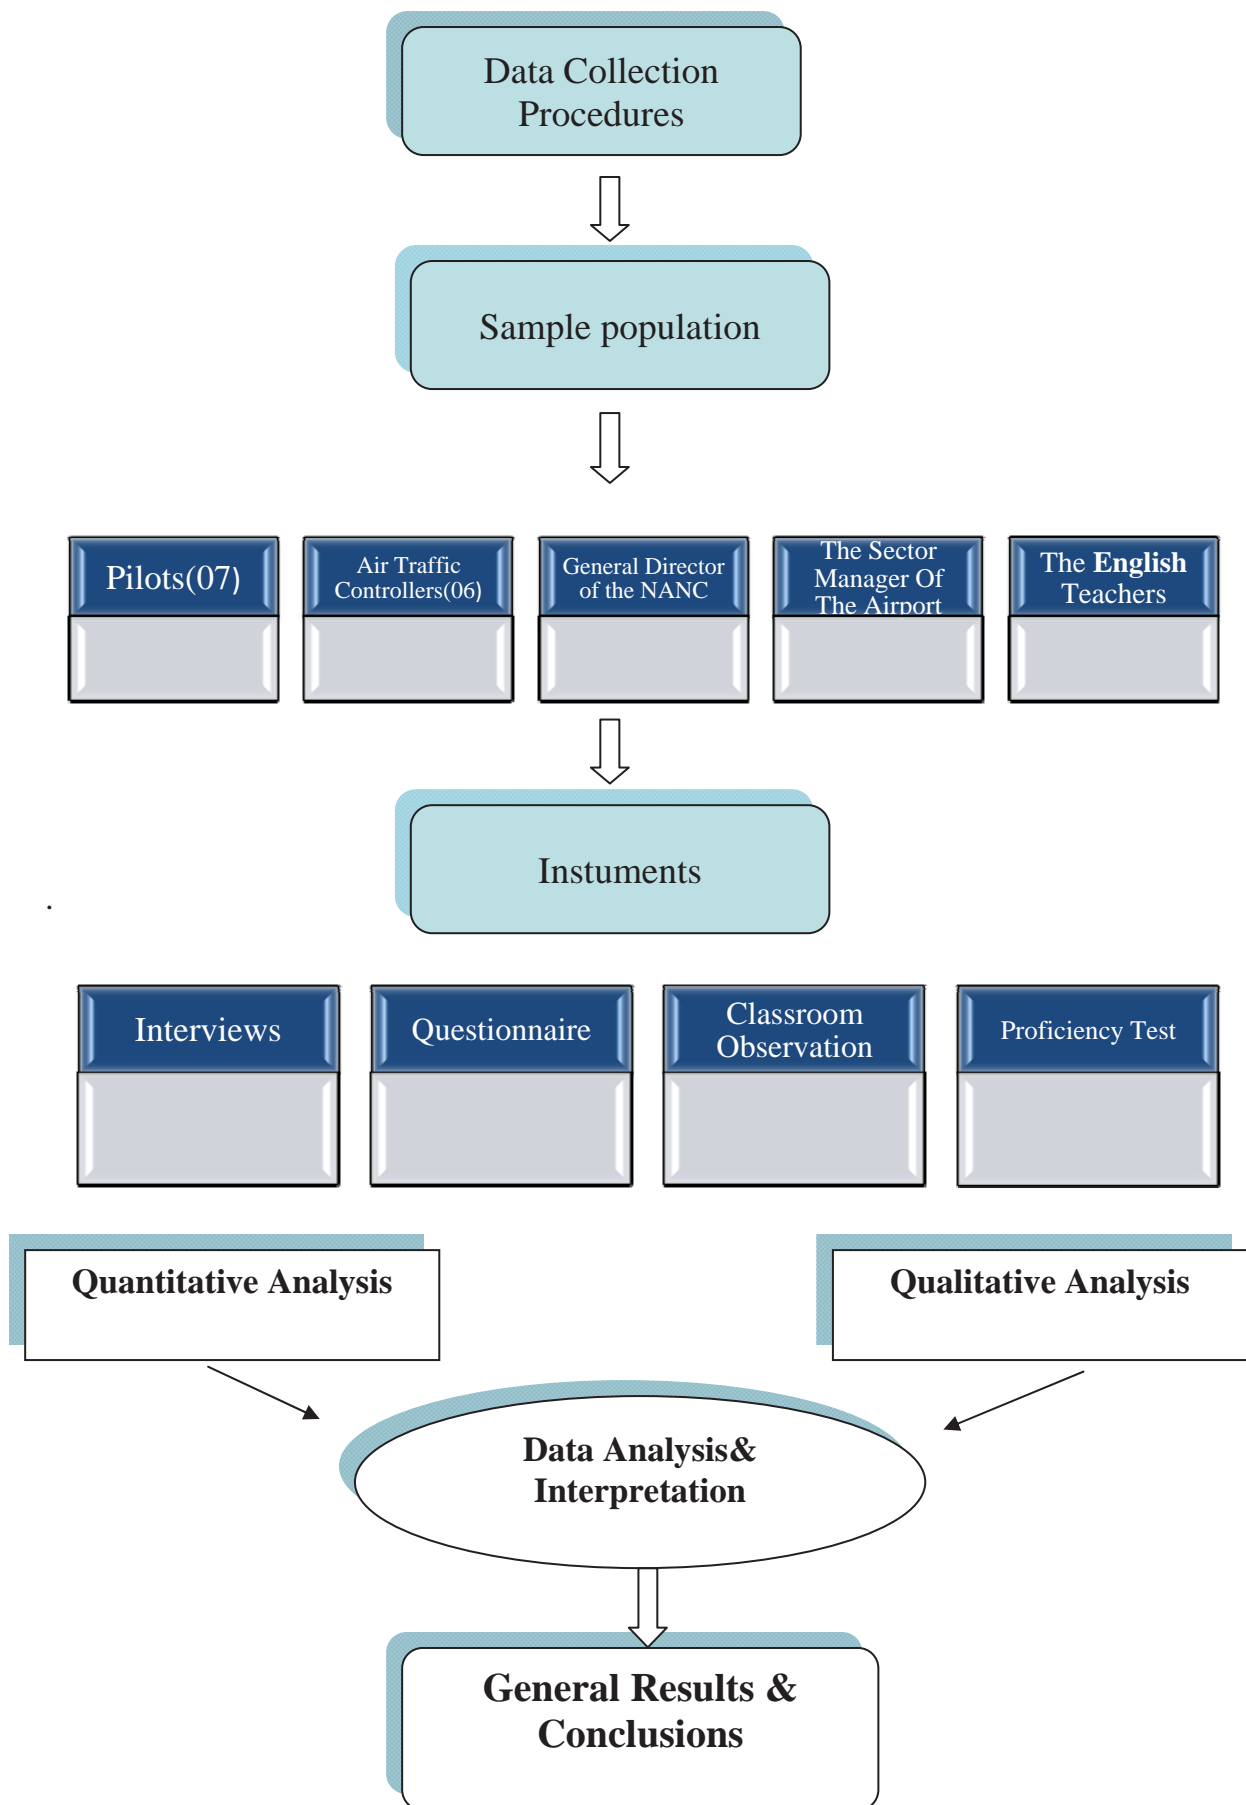 Data Collection
Procedures
Sample population
Pilots(07)
Air Traffic
Controllers(06)
General Director
of the NANC
The Sector
Manager Of
The Airport
The English
Teachers
Instuments
.
Interviews
Questionnaire
Classroom
Observation
Proficiency Test
Quantitative Analysis
Qualitative Analysis
Data Analysis&
Interpretation
General Results &
Conclusions